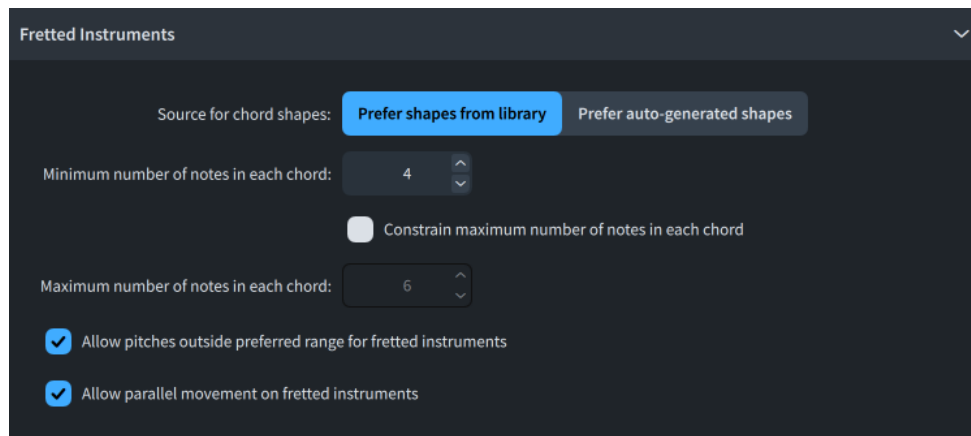 Fretted Instruments
Source for chord shapes: Prefer shapes from library Prefer auto-generated shapes
Minimum number of notes in each chord: 4
Constrain maximum number of notes in each chord
Maximum number of notes in each chord: 6
Allow pitches outside preferred range for fretted instruments
Allow parallel movement on fretted instruments